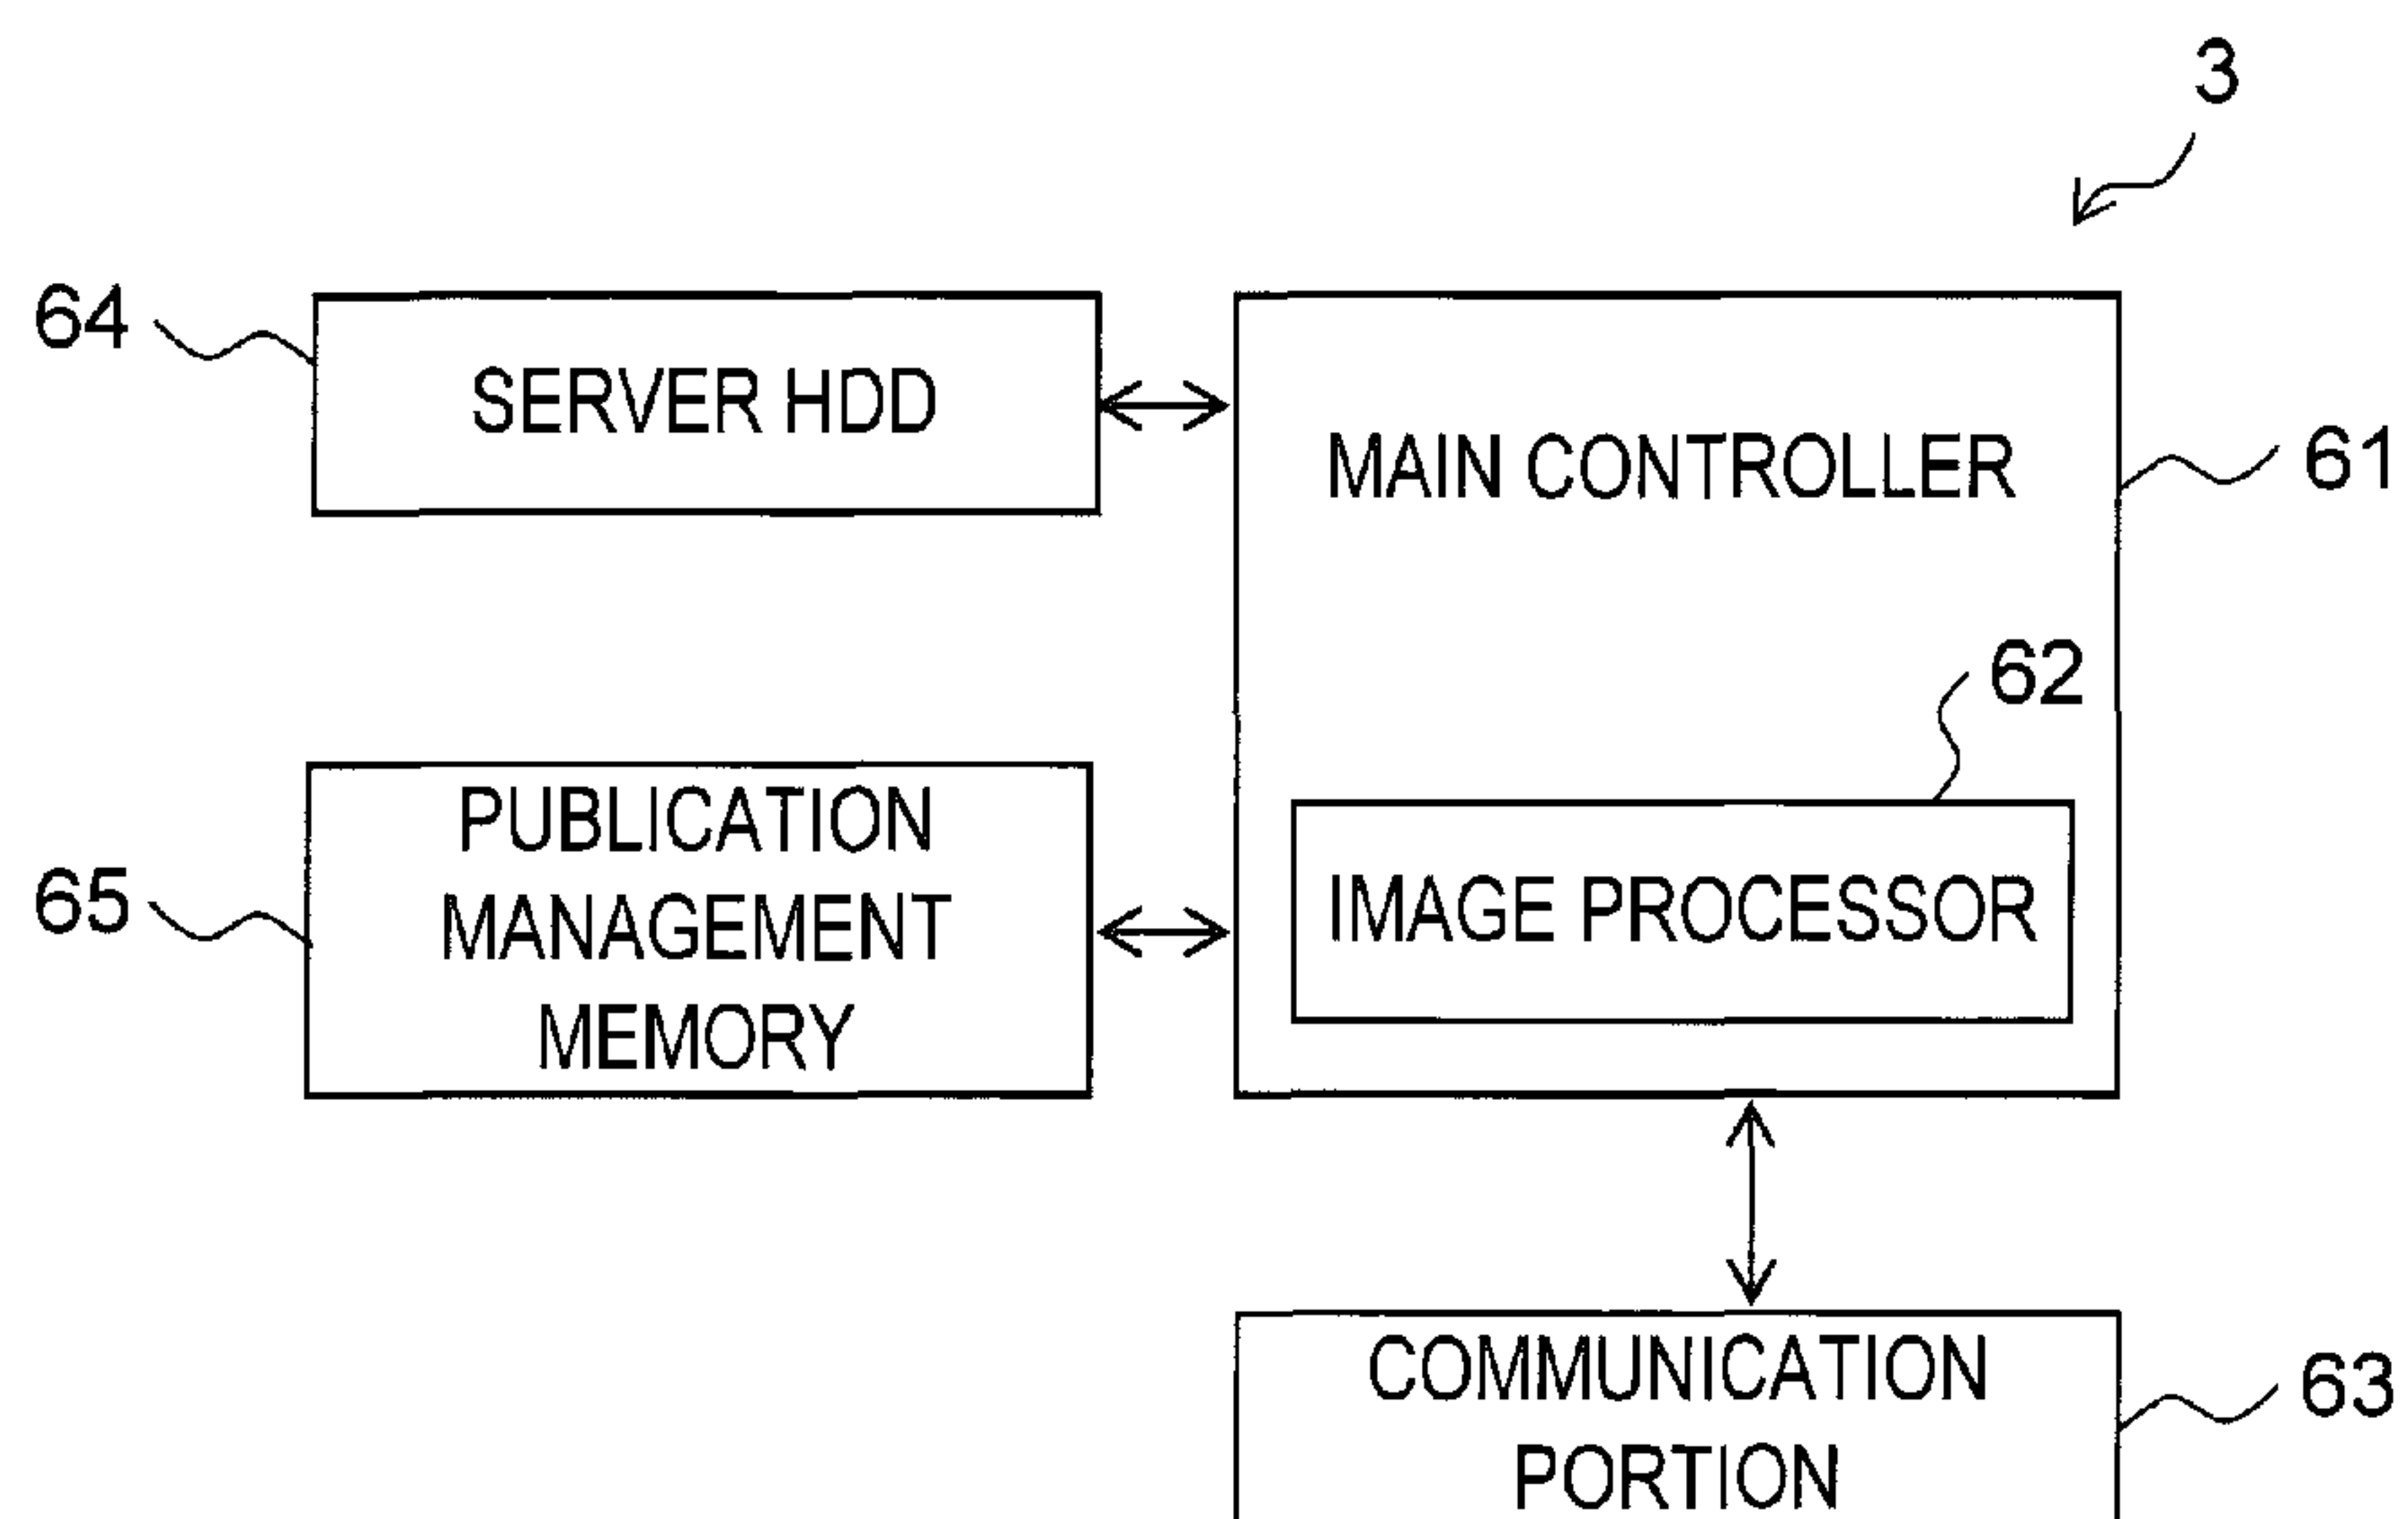 3
64
SERVER HDD
MAIN CONTROLLER
61
62
65
PUBLICATION
MANAGEMENT
MEMORY
IMAGE PROCESSOR
COMMUNICATION
PORTION
63